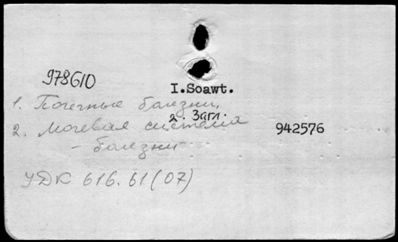 978610
I.Soawt.
1. Почечные болезни,
2. Загл.
2. Мочевая система
942576
- болезни
УДК 616.61(07)